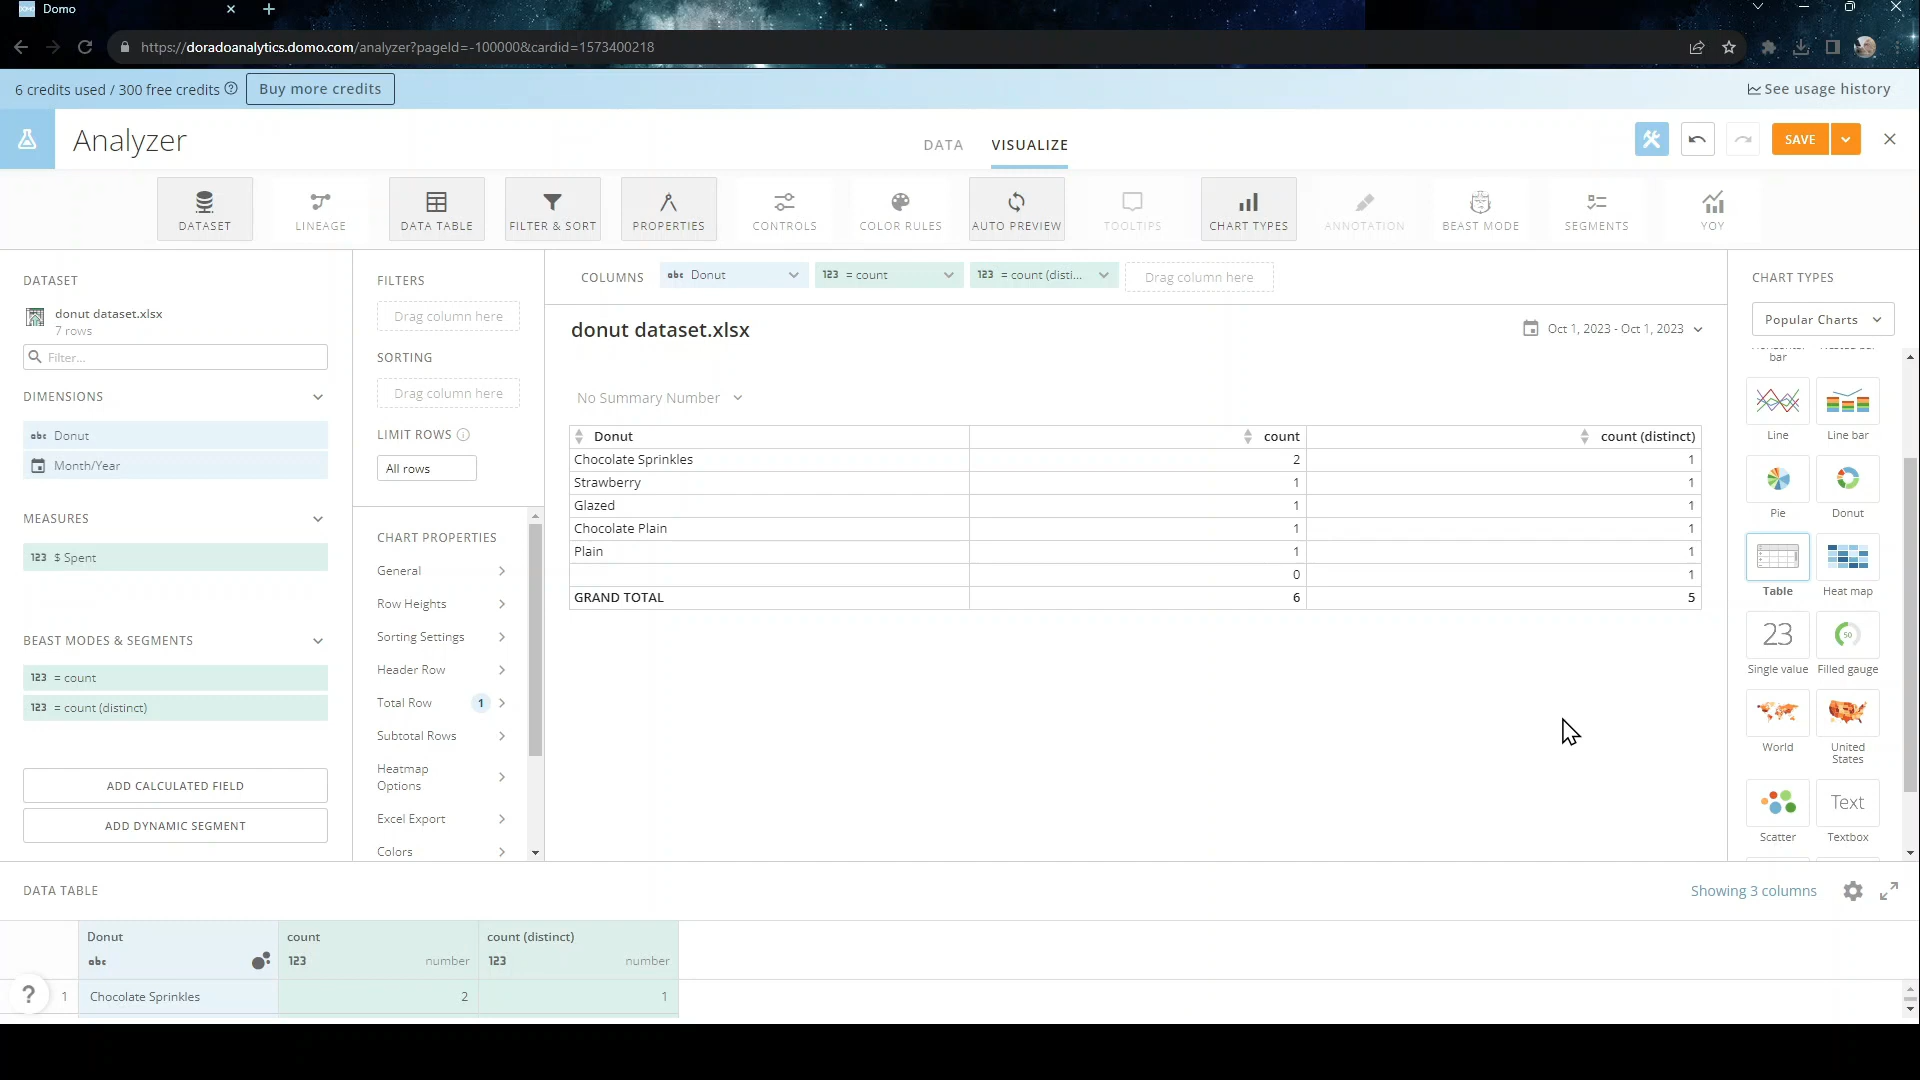 Domo
https://doradoanalytics.domo.com/analyzer?pageId=-100000&cardid=1573400218
6 credits used / 300 free credits
Buy more credits
See usage history
Analyzer
DATA
VISUALIZE
SAVE
DATASET
LINEAGE
DATA TABLE
FILTER & SORT
PROPERTIES
CONTROLS
COLOR RULES
AUTO PREVIEW
TOOLTIPS
CHART TYPES
ANNOTATION
BEAST MODE
SEGMENTS
YOY
DATASET
donut dataset.xlsx
7 rows
Filter...
DIMENSIONS
abc Donut
Month/Year
MEASURES
123 $ Spent
BEAST MODES & SEGMENTS
123 = count
123 = count (distinct)
ADD CALCULATED FIELD
ADD DYNAMIC SEGMENT
FILTERS
Drag column here
SORTING
Drag column here
LIMIT ROWS
All rows
CHART PROPERTIES
General
Row Heights
Sorting Settings
Header Row
Total Row 1
Subtotal Rows
Heatmap
Options
Excel Export
Colors
COLUMNS abc Donut 123 = count 123 = count (disti... Drag column here
donut dataset.xlsx
Oct 1, 2023 - Oct 1, 2023
No Summary Number
Donut count count (distinct)
Chocolate Sprinkles 2 1
Strawberry 1 1
Glazed 1 1
Chocolate Plain 1 1
Plain 1 1
0 1
GRAND TOTAL 6 5
CHART TYPES
Popular Charts
bar
Line Line bar
Pie Donut
Table Heat map
23 50
Single value Filled gauge
World United
States
Text
Scatter Textbox
DATA TABLE
Showing 3 columns
Donut count count (distinct)
abc 123 number 123 number
? 1 Chocolate Sprinkles 2 1